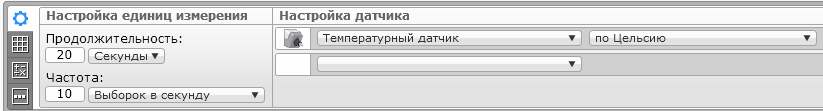 Настройка единиц измерения
Продолжительность:
20 Секунды
Частота:
10 Выборок в секунду
Настройка датчика
Температурный датчик по Цельсию